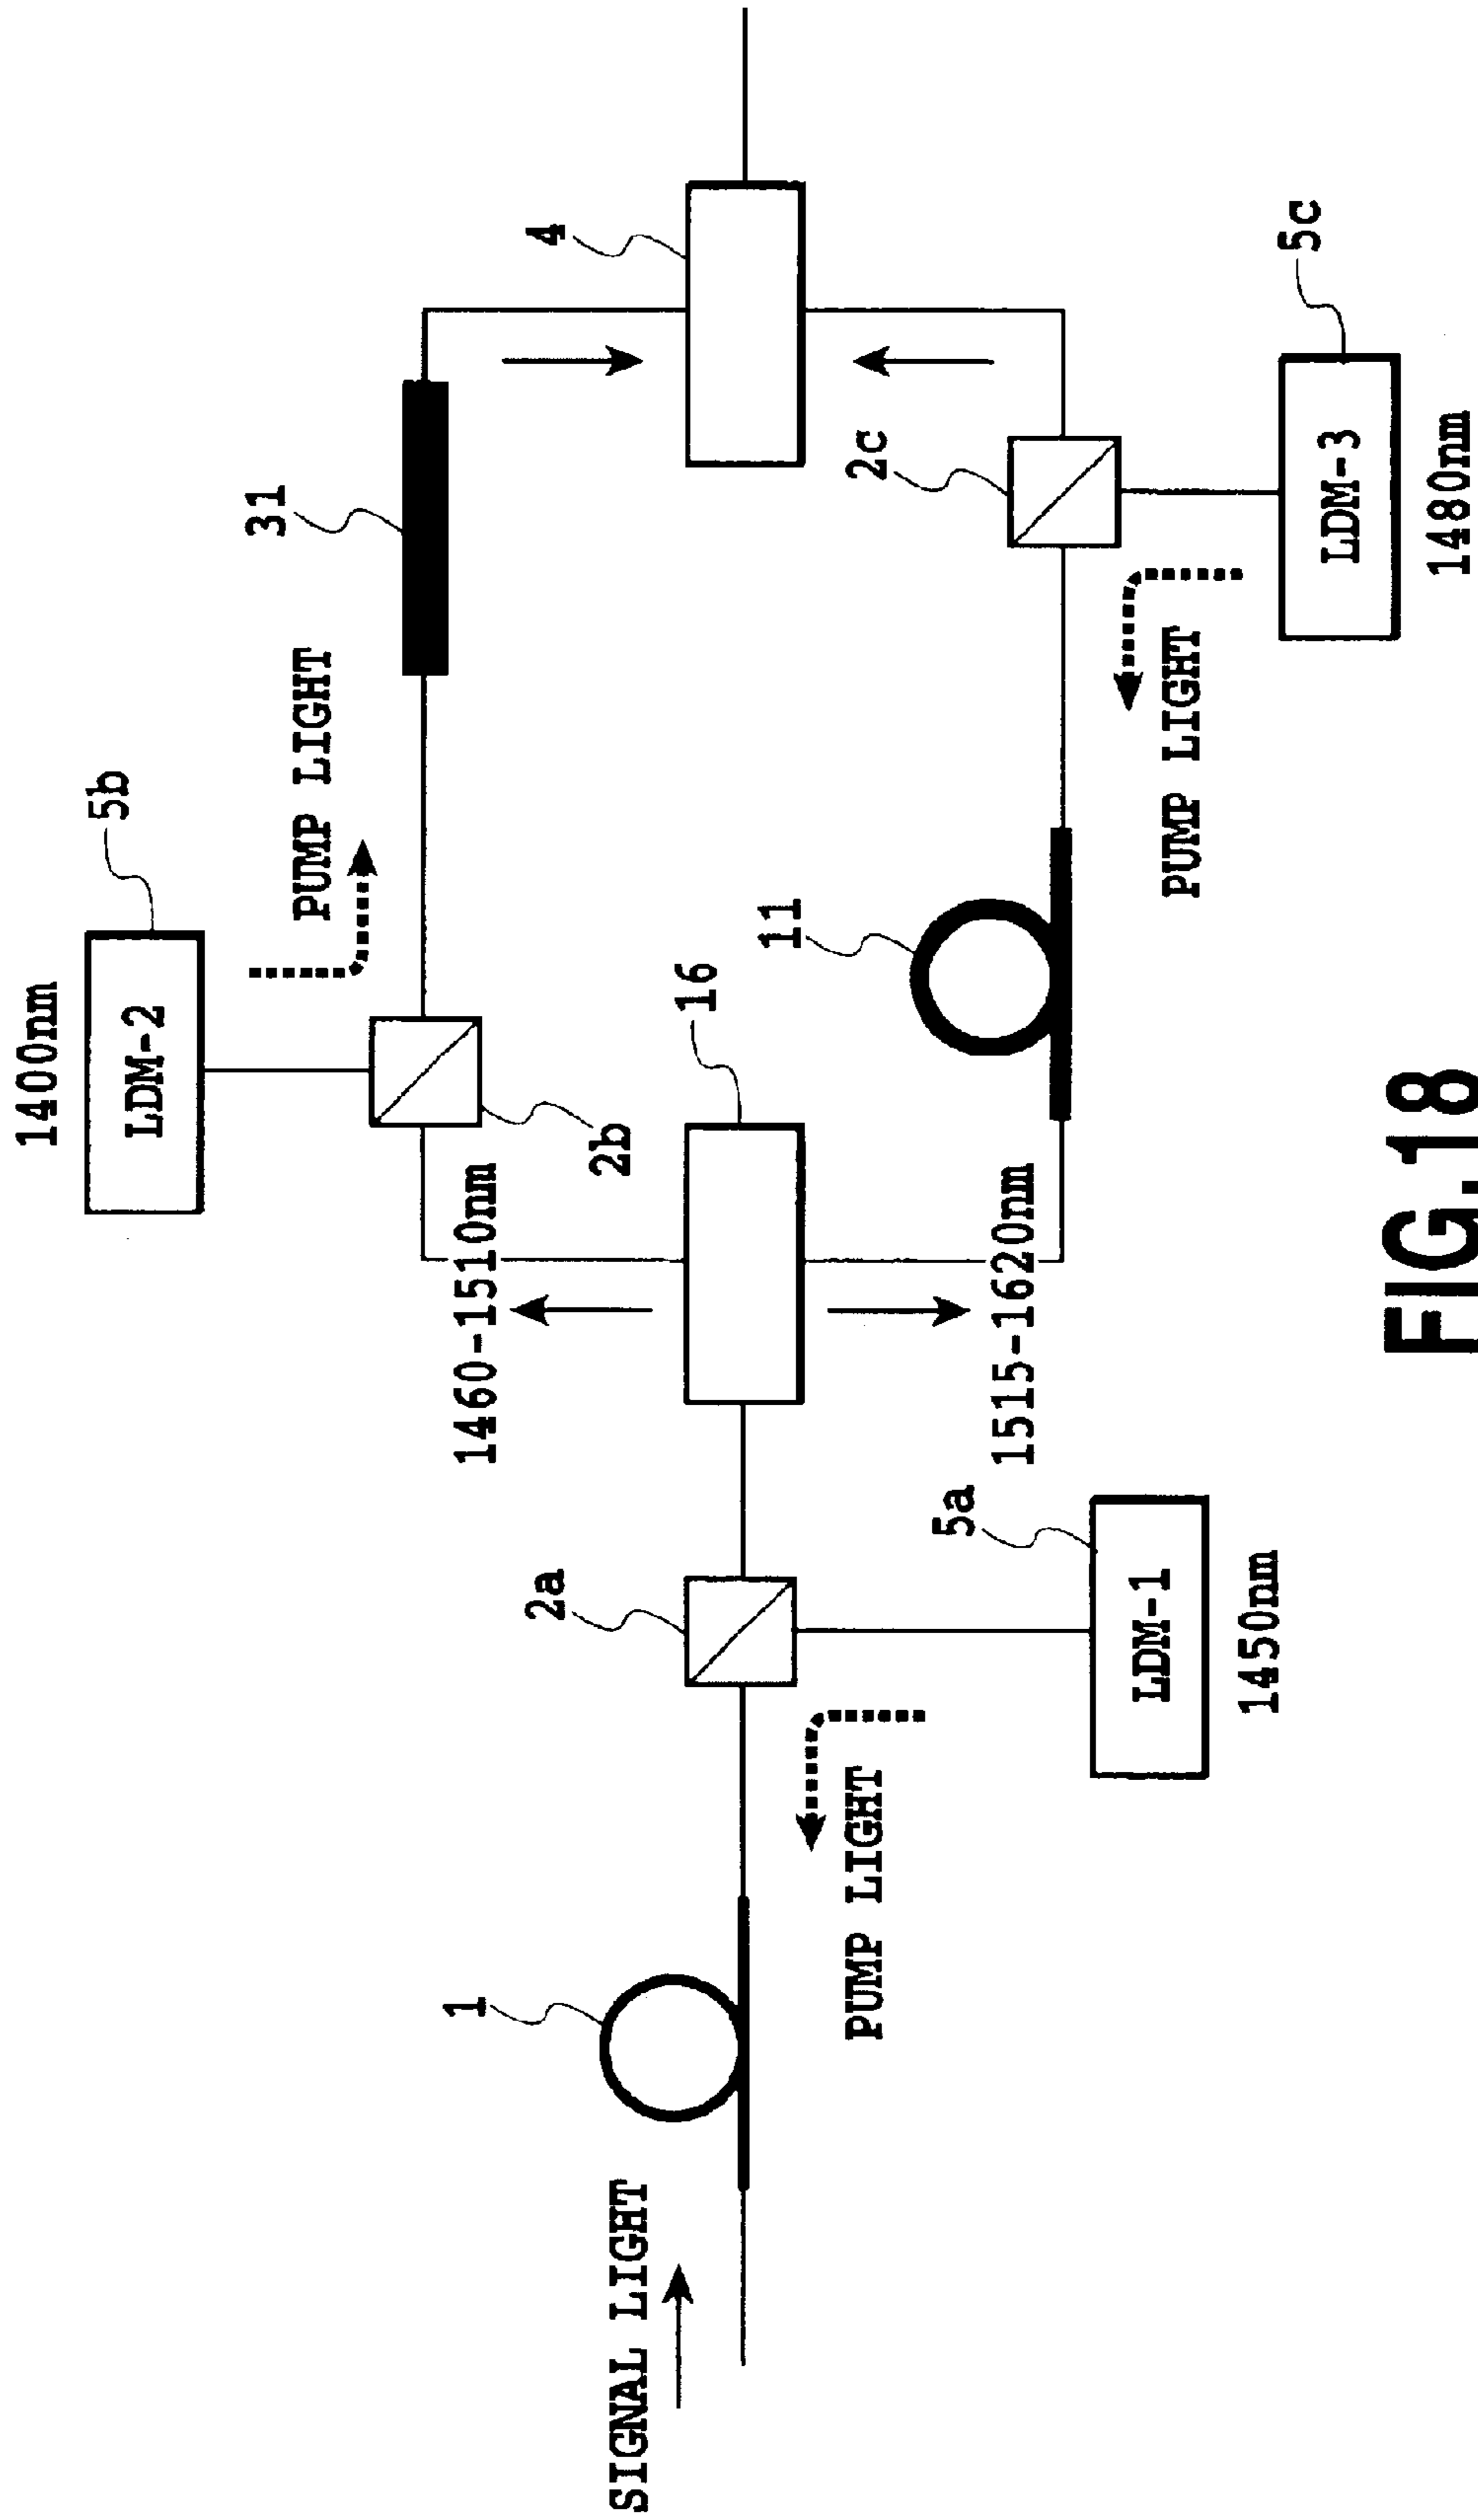 1400nm
LDM-2
5b
PUMP LIGHT
31
1460-1510nm
2b
2a
4
1
SIGNAL LIGHT
16
11
2c
PUMP LIGHT
5a
LDM-1
1450nm
1515-1620nm
PUMP LIGHT
5c
LDM-3
1480nm
FIG.18